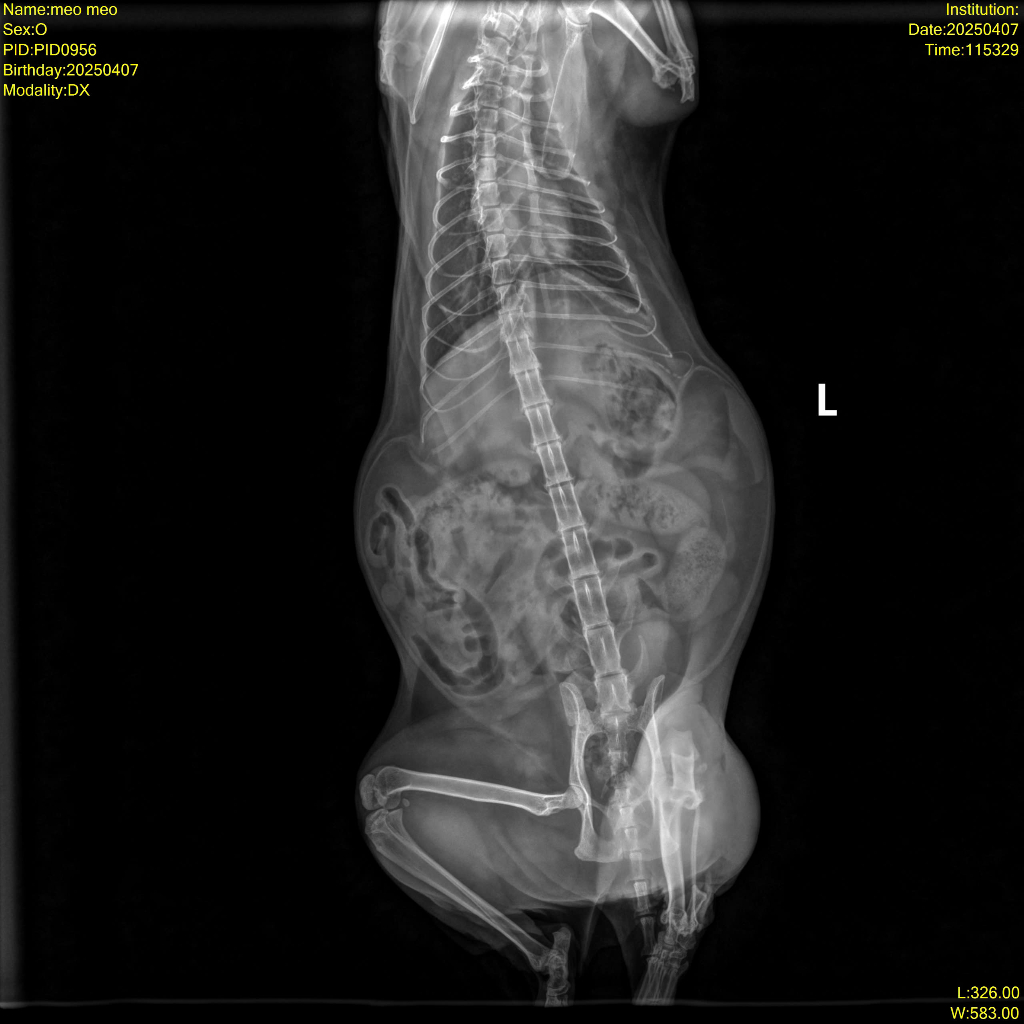 Name:meo meo
Sex:O
PID:PID0956
Birthday:20250407
Modality:DX
Institution:
Date:20250407
Time:115329
L
L:326.00
W:583.00